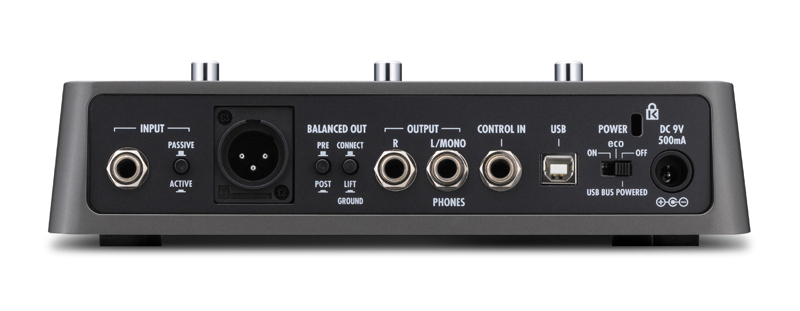 INPUT
PASSIVE
ACTIVE
BALANCED OUT
PRE
CONNECT
POST
LIFT
GROUND
OUTPUT
R
L/MONO
PHONES
CONTROL IN
USB
POWER
eco
ON
OFF
USB BUS POWERED
K
DC 9V
500mA